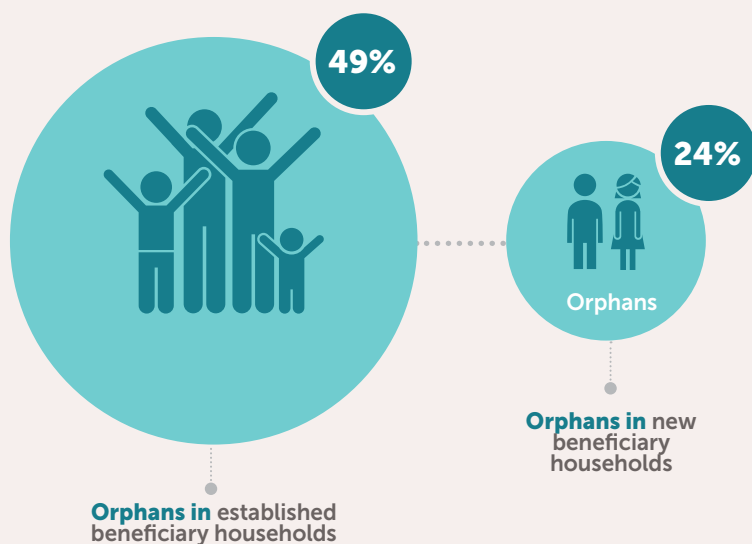 49%
24%
Orphans
Orphans in new
beneficiary
households
Orphans in established
beneficiary households